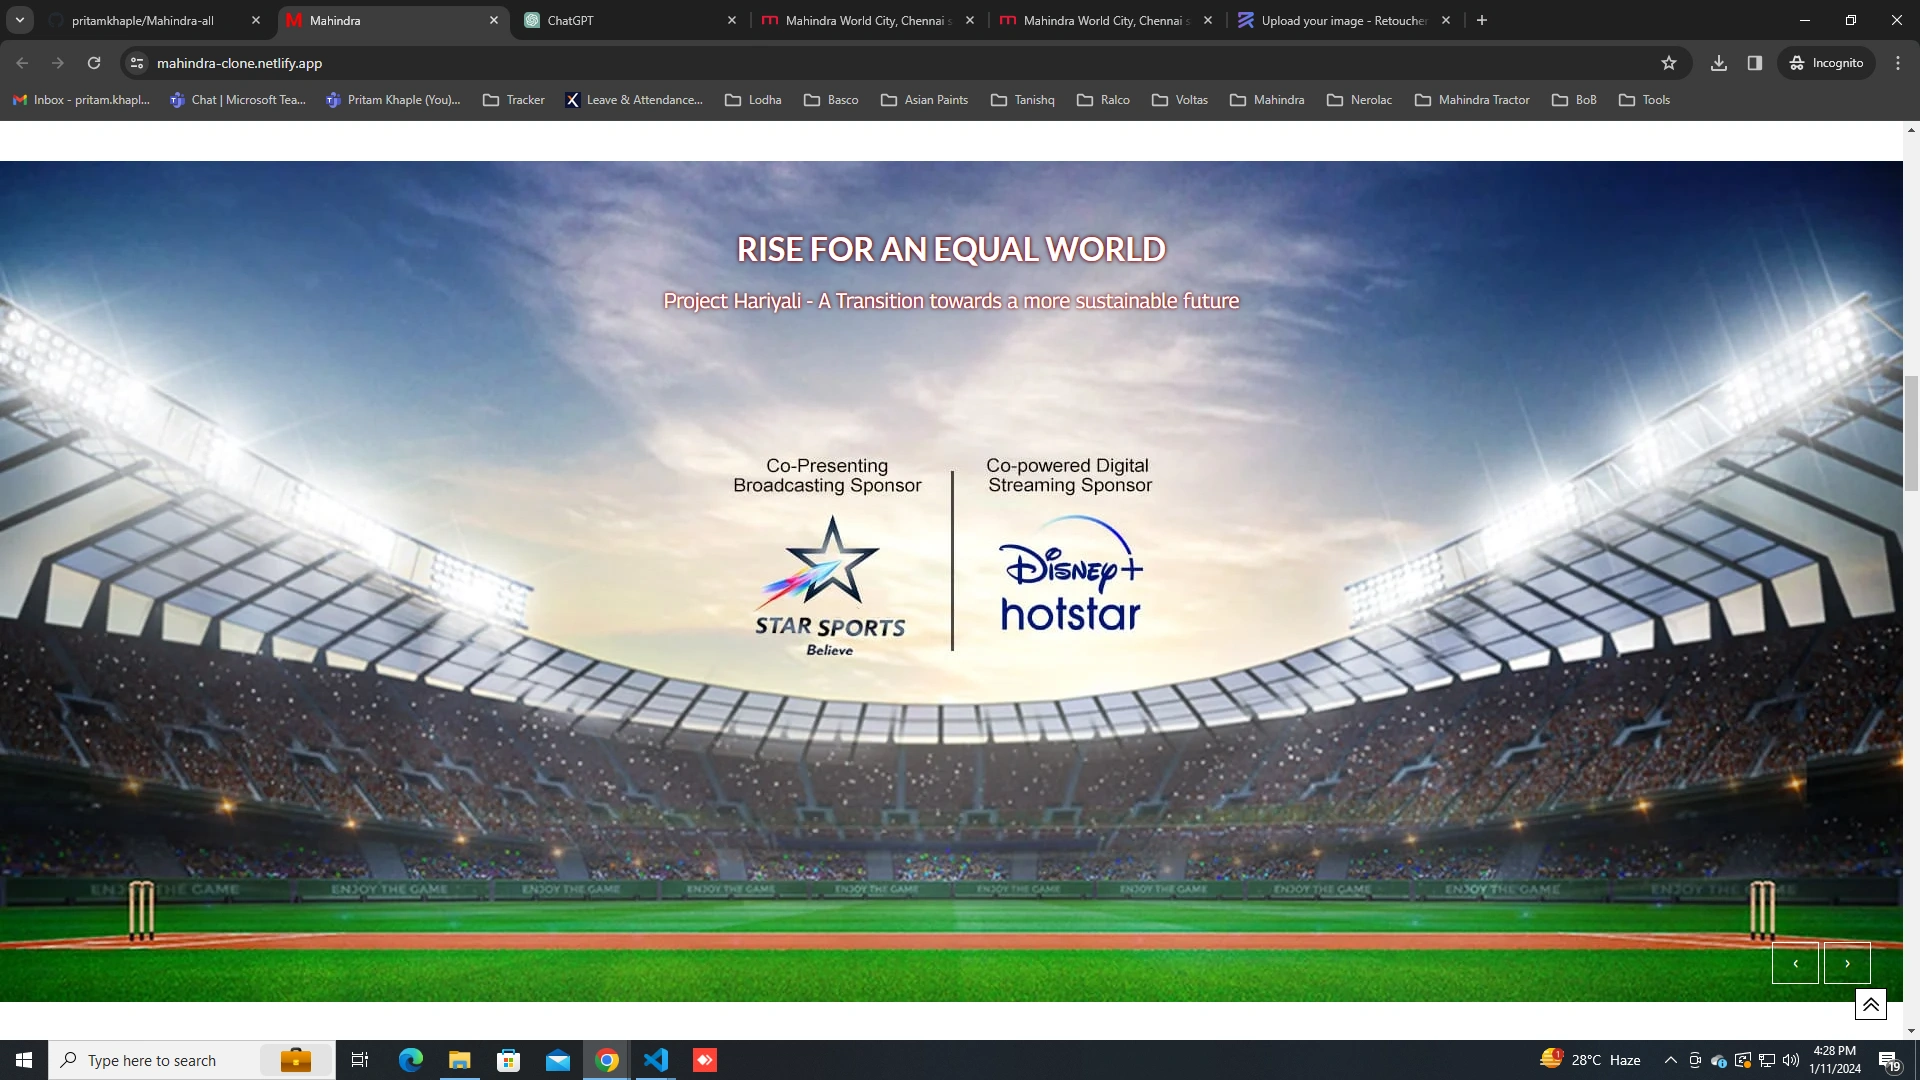 pritamkhaple/Mahindra-all
Mahindra
ChatGPT
Mahindra World City, Chennai
Mahindra World City, Chennai
Upload your image - Retoucher
mahindra-clone.netlify.app
Incognito
Inbox - pritam.khapl...
Chat | Microsoft Tea...
Pritam Khaple (You)...
Tracker
Leave & Attendance...
Lodha
Basco
Asian Paints
Tanishq
Ralco
Voltas
Mahindra
Nerolac
Mahindra Tractor
BoB
Tools
RISE FOR AN EQUAL WORLD
Project Hariyali - A Transition towards a more sustainable future
Co-Presenting
Broadcasting Sponsor
Co-powered Digital
Streaming Sponsor
STAR SPORTS
Believe
Disney+
hotstar
ENJOY THE GAME
ENJOY THE GAME
ENJOY THE GAME
ENJOY THE GAME
ENJOY THE GAME
ENJOY THE GAME
ENJOY THE GAME
ENJOY THE GAME
ENJOY THE GAME
ENJOY THE GAME
Type here to search
28°C Haze
4:28 PM
1/11/2024
19